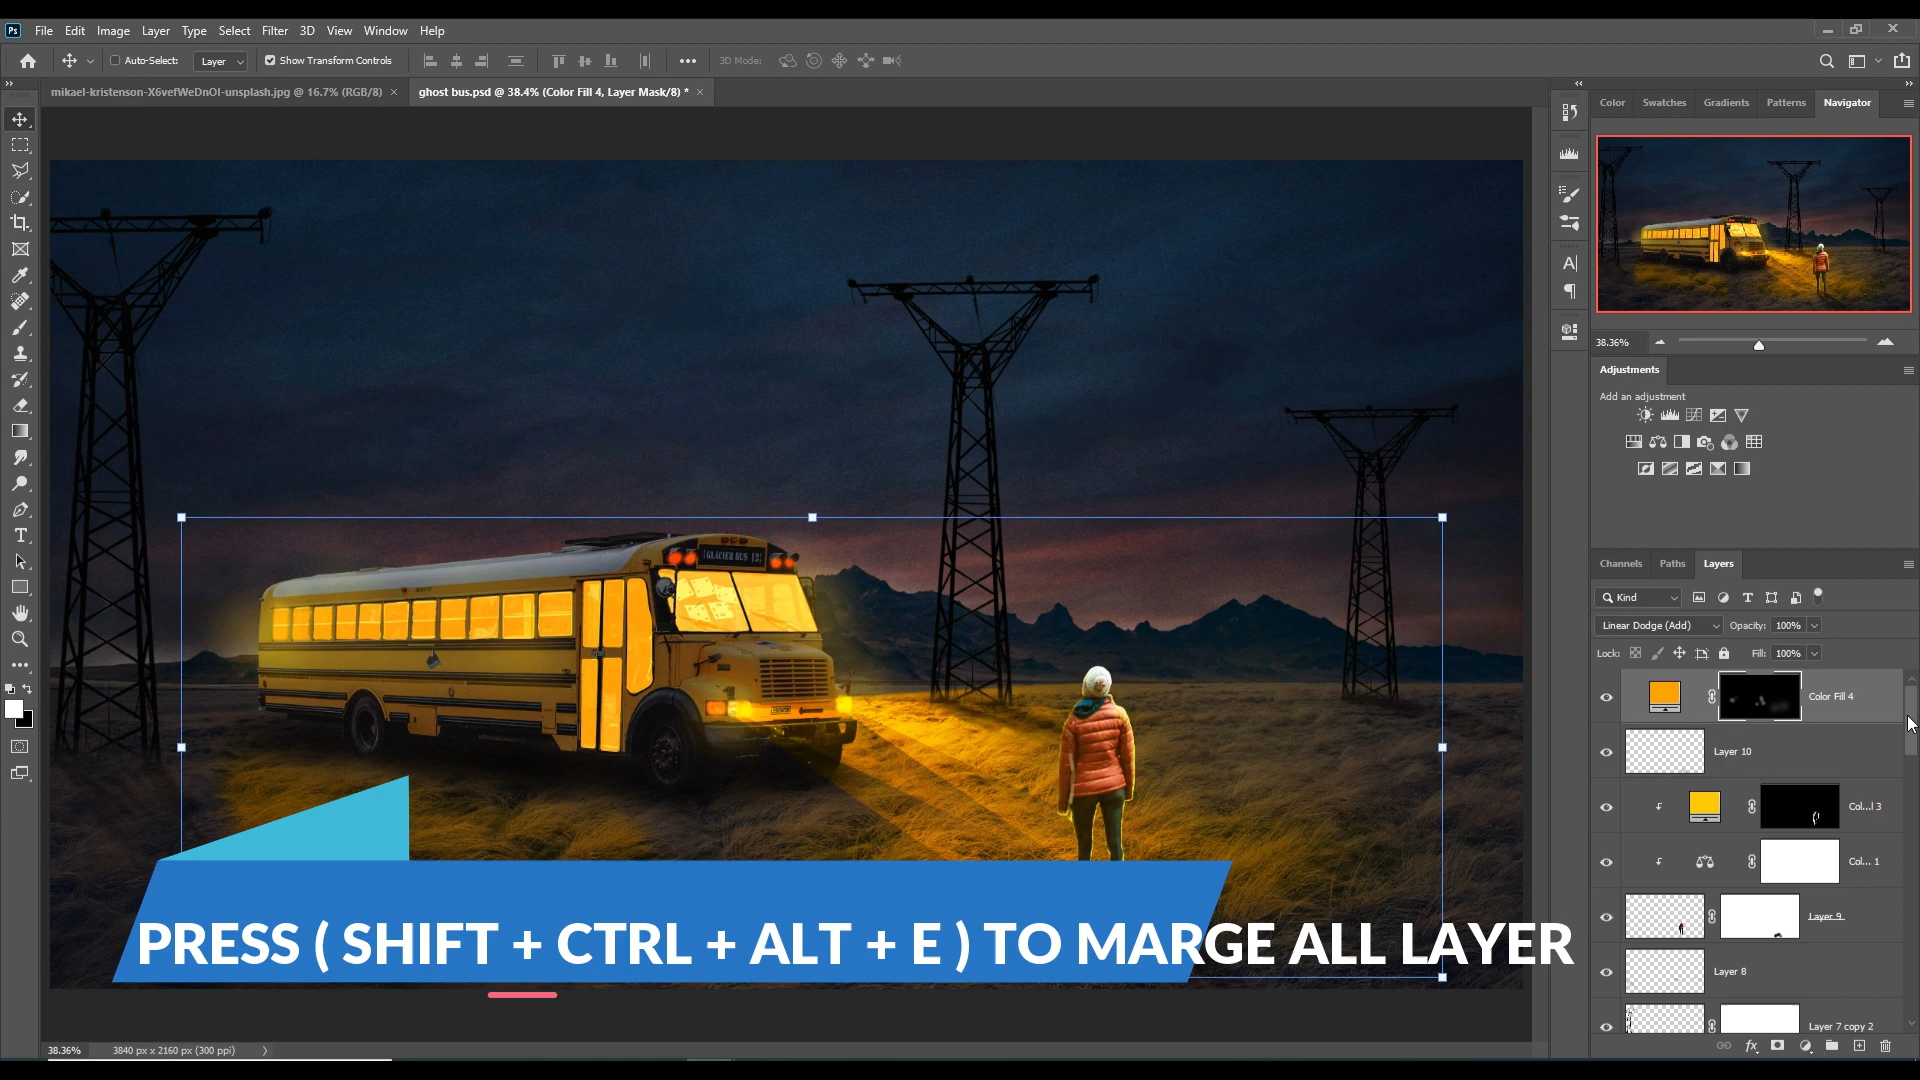 Ps File Edit Image Layer Type Select Filter 3D View Window Help
Auto-Select: Layer Show Transform Controls 3D Mode:
mikael-kristenson-X6vefWeDnOI-unsplash.jpg @ 16.7% (RGB/8) × ghost bus.psd @ 38.4% (Color Fill 4, Layer Mask/8) * ×
Color Swatches Gradients Patterns Navigator
38.36%
Adjustments
Add an adjustment
GLACIER BUS
Channels Paths Layers
Kind
Linear Dodge (Add) Opacity: 100%
Lock: Fill: 100%
Color Fill 4
Layer 10
Col...l 3
Col... 1
Layer 9
Layer 8
Layer 7 copy 2
PRESS ( SHIFT + CTRL + ALT + E ) TO MARGE ALL LAYER
38.36% 3840 px x 2160 px (300 ppi)